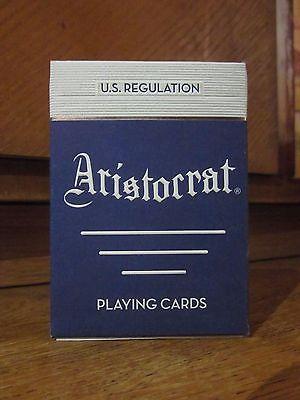 U.S. REGULATION
Aristocrat®
PLAYING CARDS